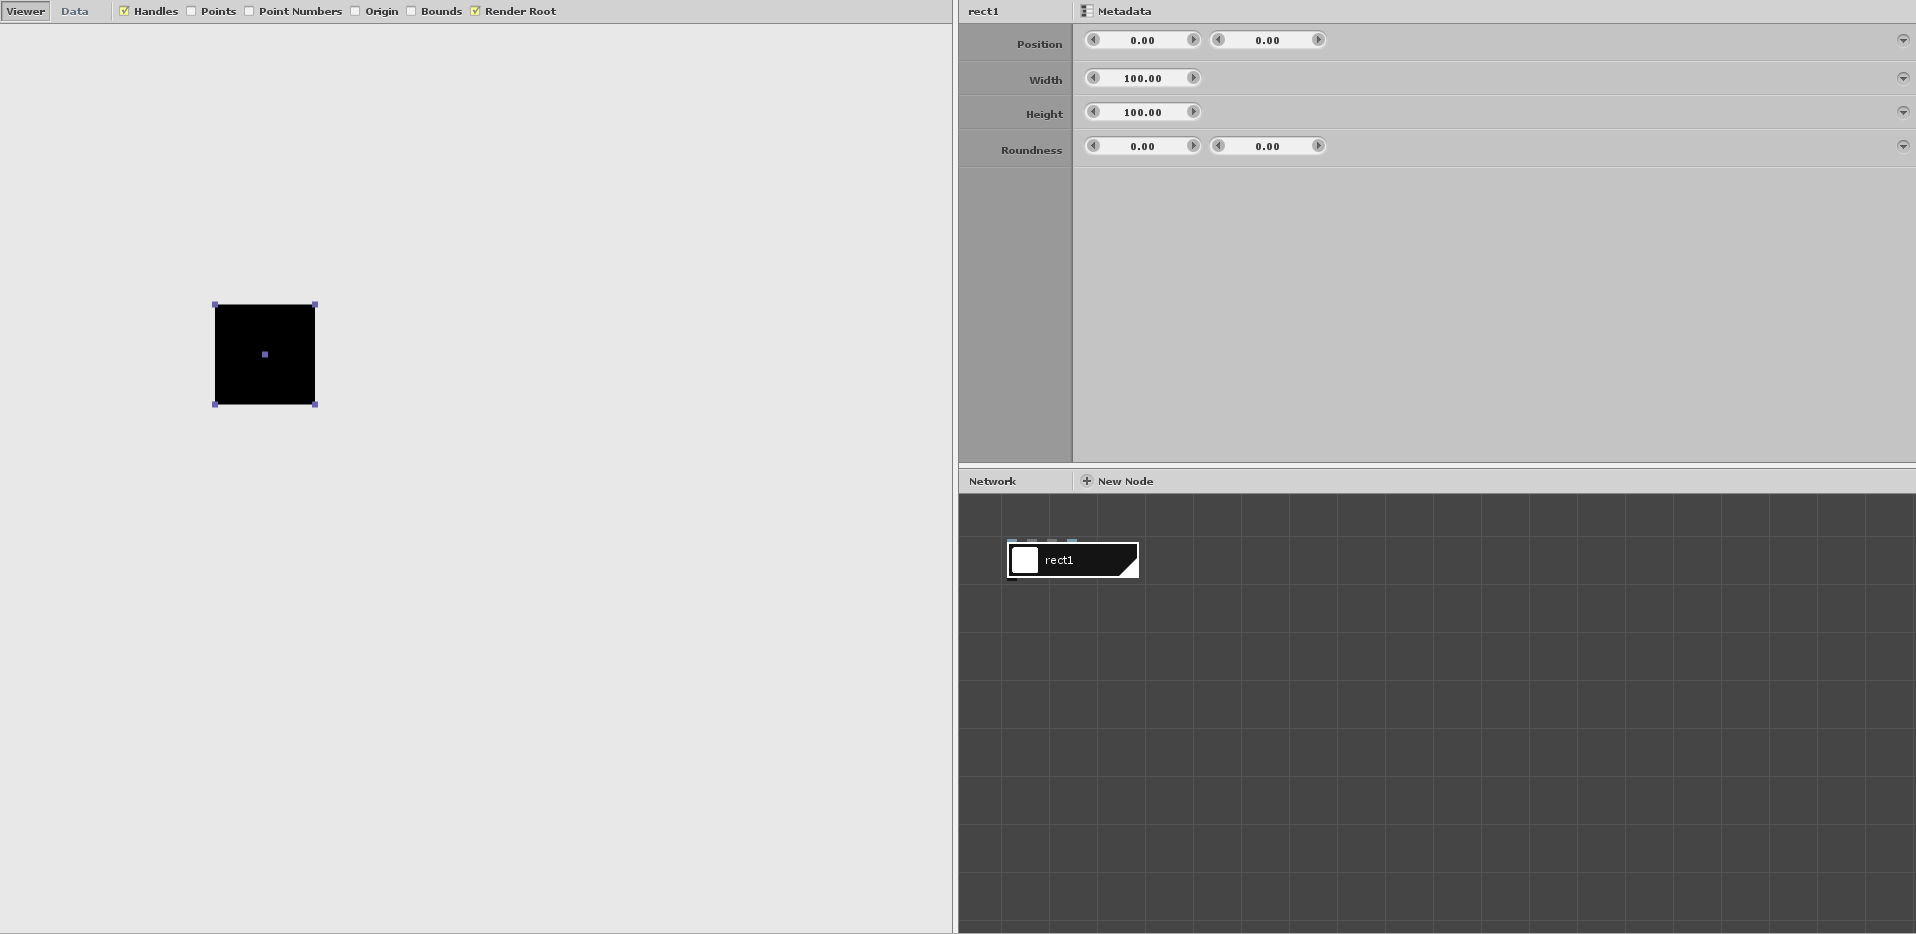 Viewer Data Handles Points Point Numbers Origin Bounds Render Root
rect1 Metadata
Position 0.00 0.00
Width 100.00
Height 100.00
Roundness 0.00 0.00
Network New Node
rect1